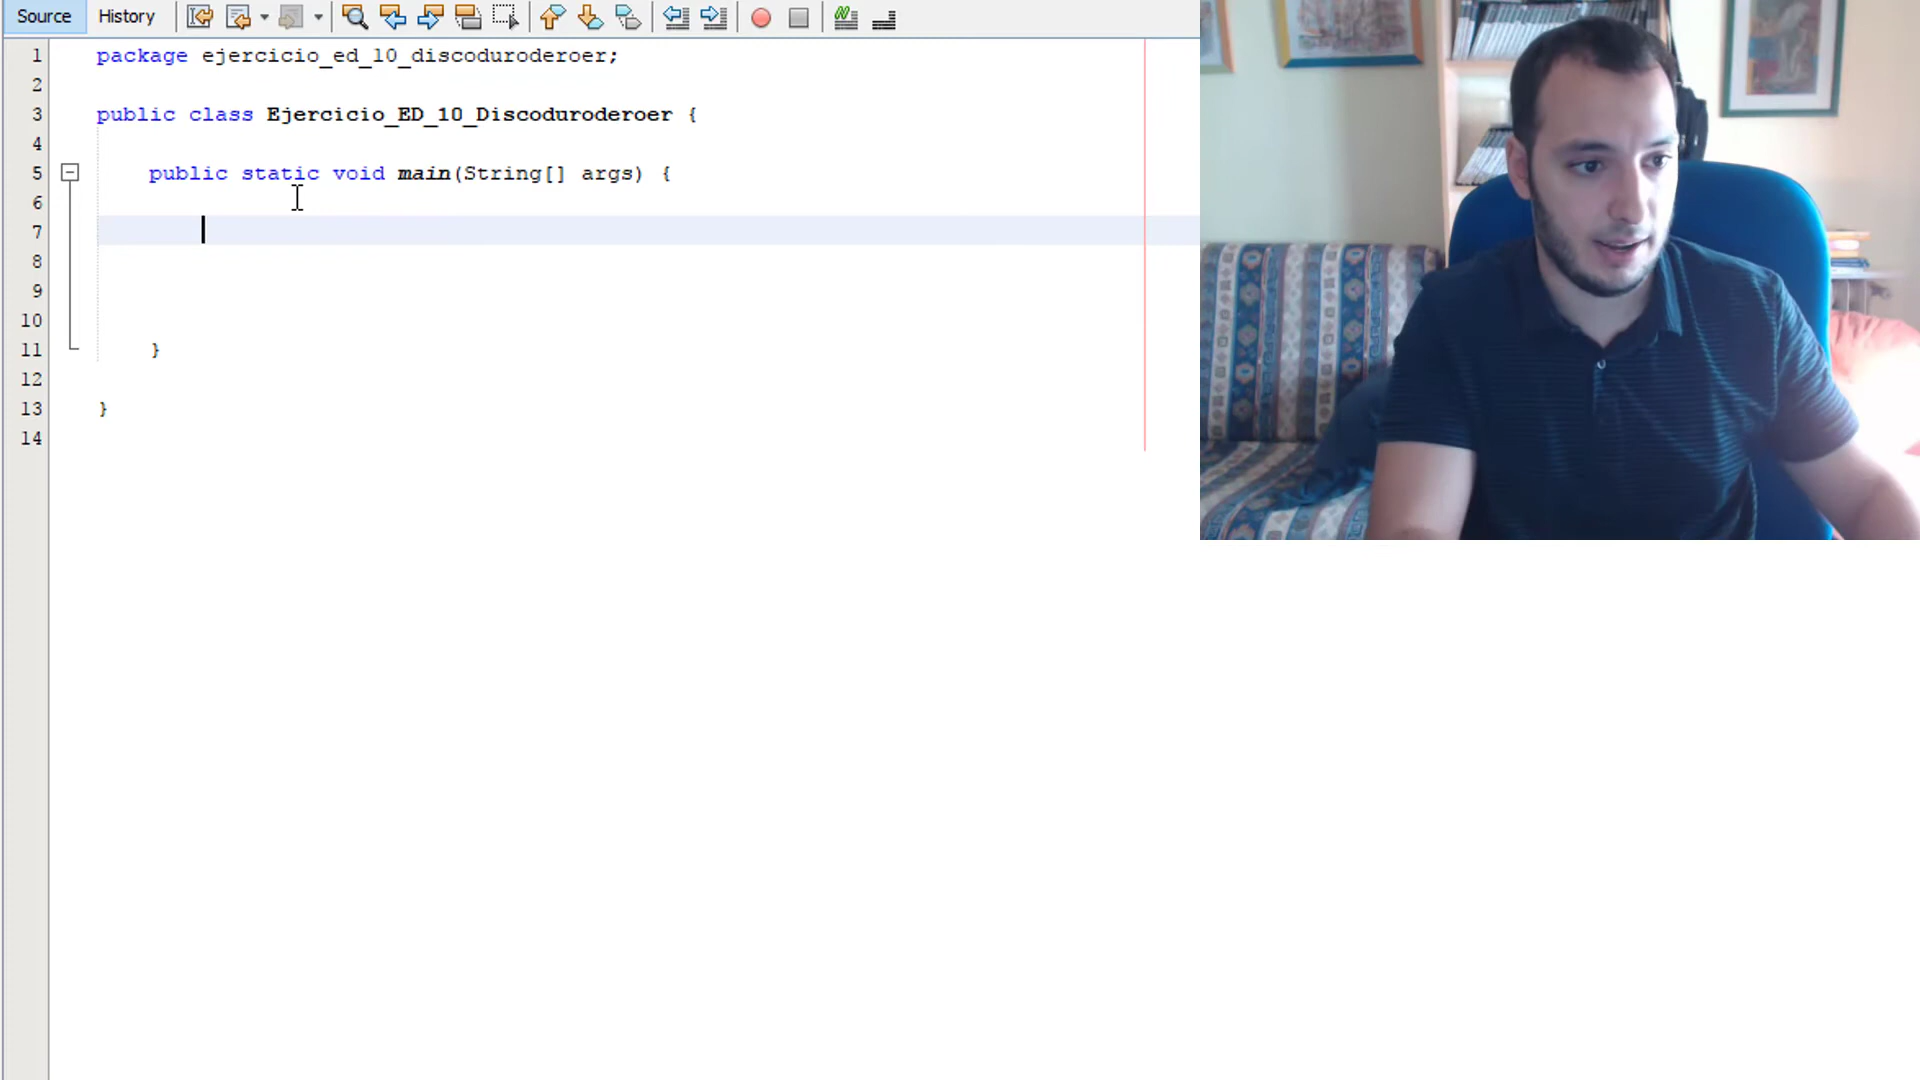 Source History
1 package ejercicio_ed_10_discoduroderoer;
2
3 public class Ejercicio_ED_10_Discoduroderoer {
4
5 public static void main(String[] args) {
6
7
8
9
10
11 }
12
13 }
14